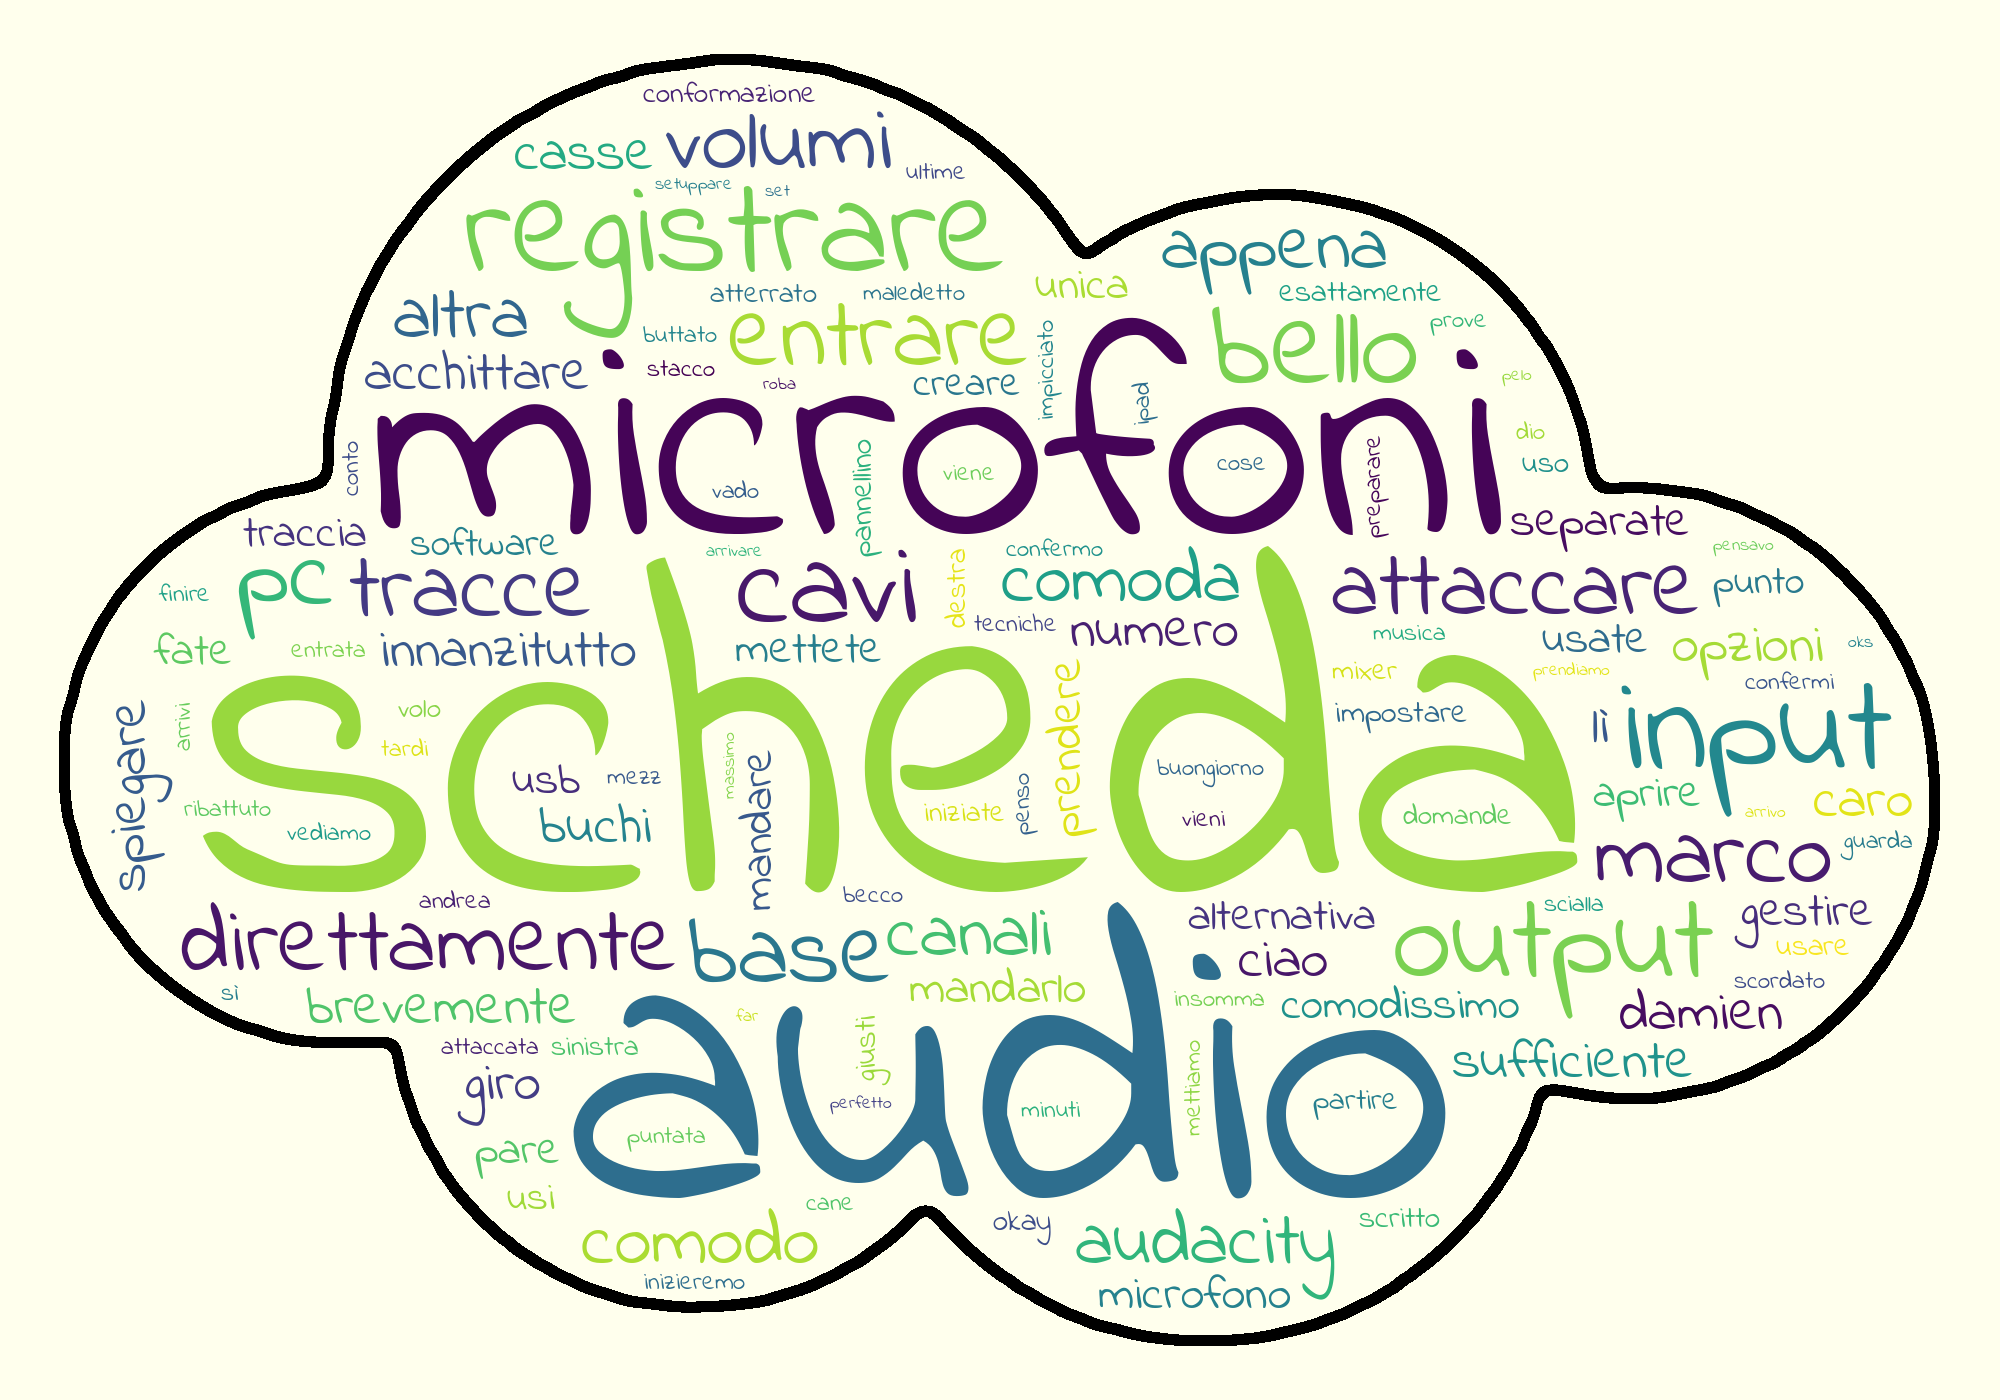 conformazione
casse volumi
ultime
setuppare set
registrare
appena
altra atterrato maledetto unica esattamente
buttato entrare bello prove
acchittare stacco roba creare impicciato ipad pelo
microfoni
conto vado pannellino viene cose preparare dio
uso
traccia software arrivare confermo separate pensavo
finire pc tracce cavi destra comoda attaccare punto
fate entrata innanzitutto mettete tecniche numero musica usate opzioni oks
mixer prendiamo confermi
scheda
spiegare arrivi volo tardi massimo mandare prendere impostare lì input
usb mezz buongiorno
ribattuto vediamo buchi iniziate penso vieni domande aprire arrivo caro
marco guarda
andrea becco alternativa scialla gestire
direttamente base canali ciao output usare
sì brevemente mandarlo insomma comodissimo scordato
far damien
attaccata sinistra giusti mettiamo sufficiente
audio
giro perfetto minuti partire
pare puntata
usi cane
comodo okay audacity scritto
inizieremo microfono